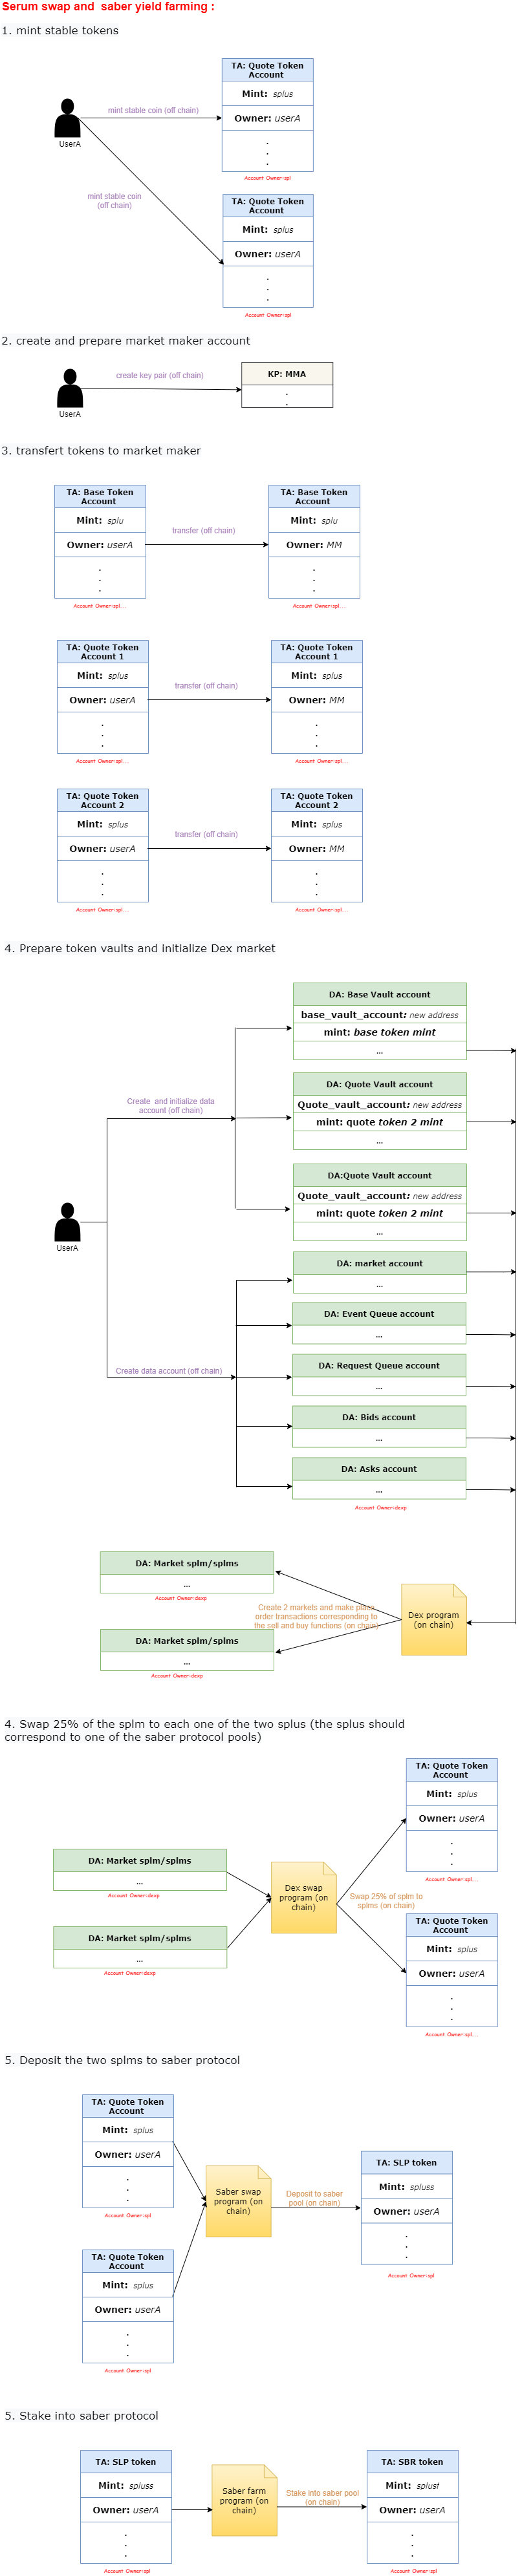 Serum swap and saber yield farming :
1. mint stable tokens
TA: Quote Token
Account
Mint: splus
mint stable coin (off chain)
Owner: userA
UserA
.
.
.
Account Owner:spl
mint stable coin
(off chain)
TA: Quote Token
Account
Mint: splus
Owner: userA
.
.
.
Account Owner:spl
2. create and prepare market maker account
create key pair (off chain)
KP: MMA
.
.
UserA
3. transfert tokens to market maker
TA: Base Token
Account
Mint: splu
Owner: userA
.
.
.
Account Owner:spl...
transfer (off chain)
TA: Base Token
Account
Mint: splu
Owner: MM
.
.
.
Account Owner:spl...
TA: Quote Token
Account 1
Mint: splus
Owner: userA
.
.
.
Account Owner:spl...
transfer (off chain)
TA: Quote Token
Account 1
Mint: splus
Owner: MM
.
.
.
Account Owner:spl...
TA: Quote Token
Account 2
Mint: splus
Owner: userA
.
.
.
Account Owner:spl...
transfer (off chain)
TA: Quote Token
Account 2
Mint: splus
Owner: MM
.
.
.
Account Owner:spl...
4. Prepare token vaults and initialize Dex market
DA: Base Vault account
base_vault_account: new address
mint: base token mint
...
Create and initialize data
account (off chain)
DA: Quote Vault account
Quote_vault_account: new address
mint: quote token 2 mint
...
DA:Quote Vault account
Quote_vault_account: new address
mint: quote token 2 mint
...
UserA
DA: market account
...
DA: Event Queue account
...
Create data account (off chain)
DA: Request Queue account
...
DA: Bids account
...
DA: Asks account
...
Account Owner:dexp
DA: Market splm/splms
...
Account Owner:dexp
Create 2 markets and make place
order transactions corresponding to
the sell and buy functions (on chain)
Dex program
(on chain)
DA: Market splm/splms
...
Account Owner:dexp
4. Swap 25% of the splm to each one of the two splus (the splus should
correspond to one of the saber protocol pools)
TA: Quote Token
Account
Mint: splus
Owner: userA
.
.
.
Account Owner:spl...
DA: Market splm/splms
...
Account Owner:dexp
Dex swap
program (on
chain)
Swap 25% of splm to
splms (on chain)
DA: Market splm/splms
...
Account Owner:dexp
TA: Quote Token
Account
Mint: splus
Owner: userA
.
.
.
Account Owner:spl...
5. Deposit the two splms to saber protocol
TA: Quote Token
Account
Mint: splus
Owner: userA
.
.
.
Account Owner:spl
Saber swap
program (on
chain)
Deposit to saber
pool (on chain)
TA: SLP token
Mint: spluss
Owner: userA
.
.
.
Account Owner:spl
TA: Quote Token
Account
Mint: splus
Owner: userA
.
.
.
Account Owner:spl
5. Stake into saber protocol
TA: SLP token
Mint: spluss
Owner: userA
.
.
.
Account Owner:spl
Saber farm
program (on
chain)
Stake into saber pool
(on chain)
TA: SBR token
Mint: splust
Owner: userA
.
.
.
Account Owner:spl